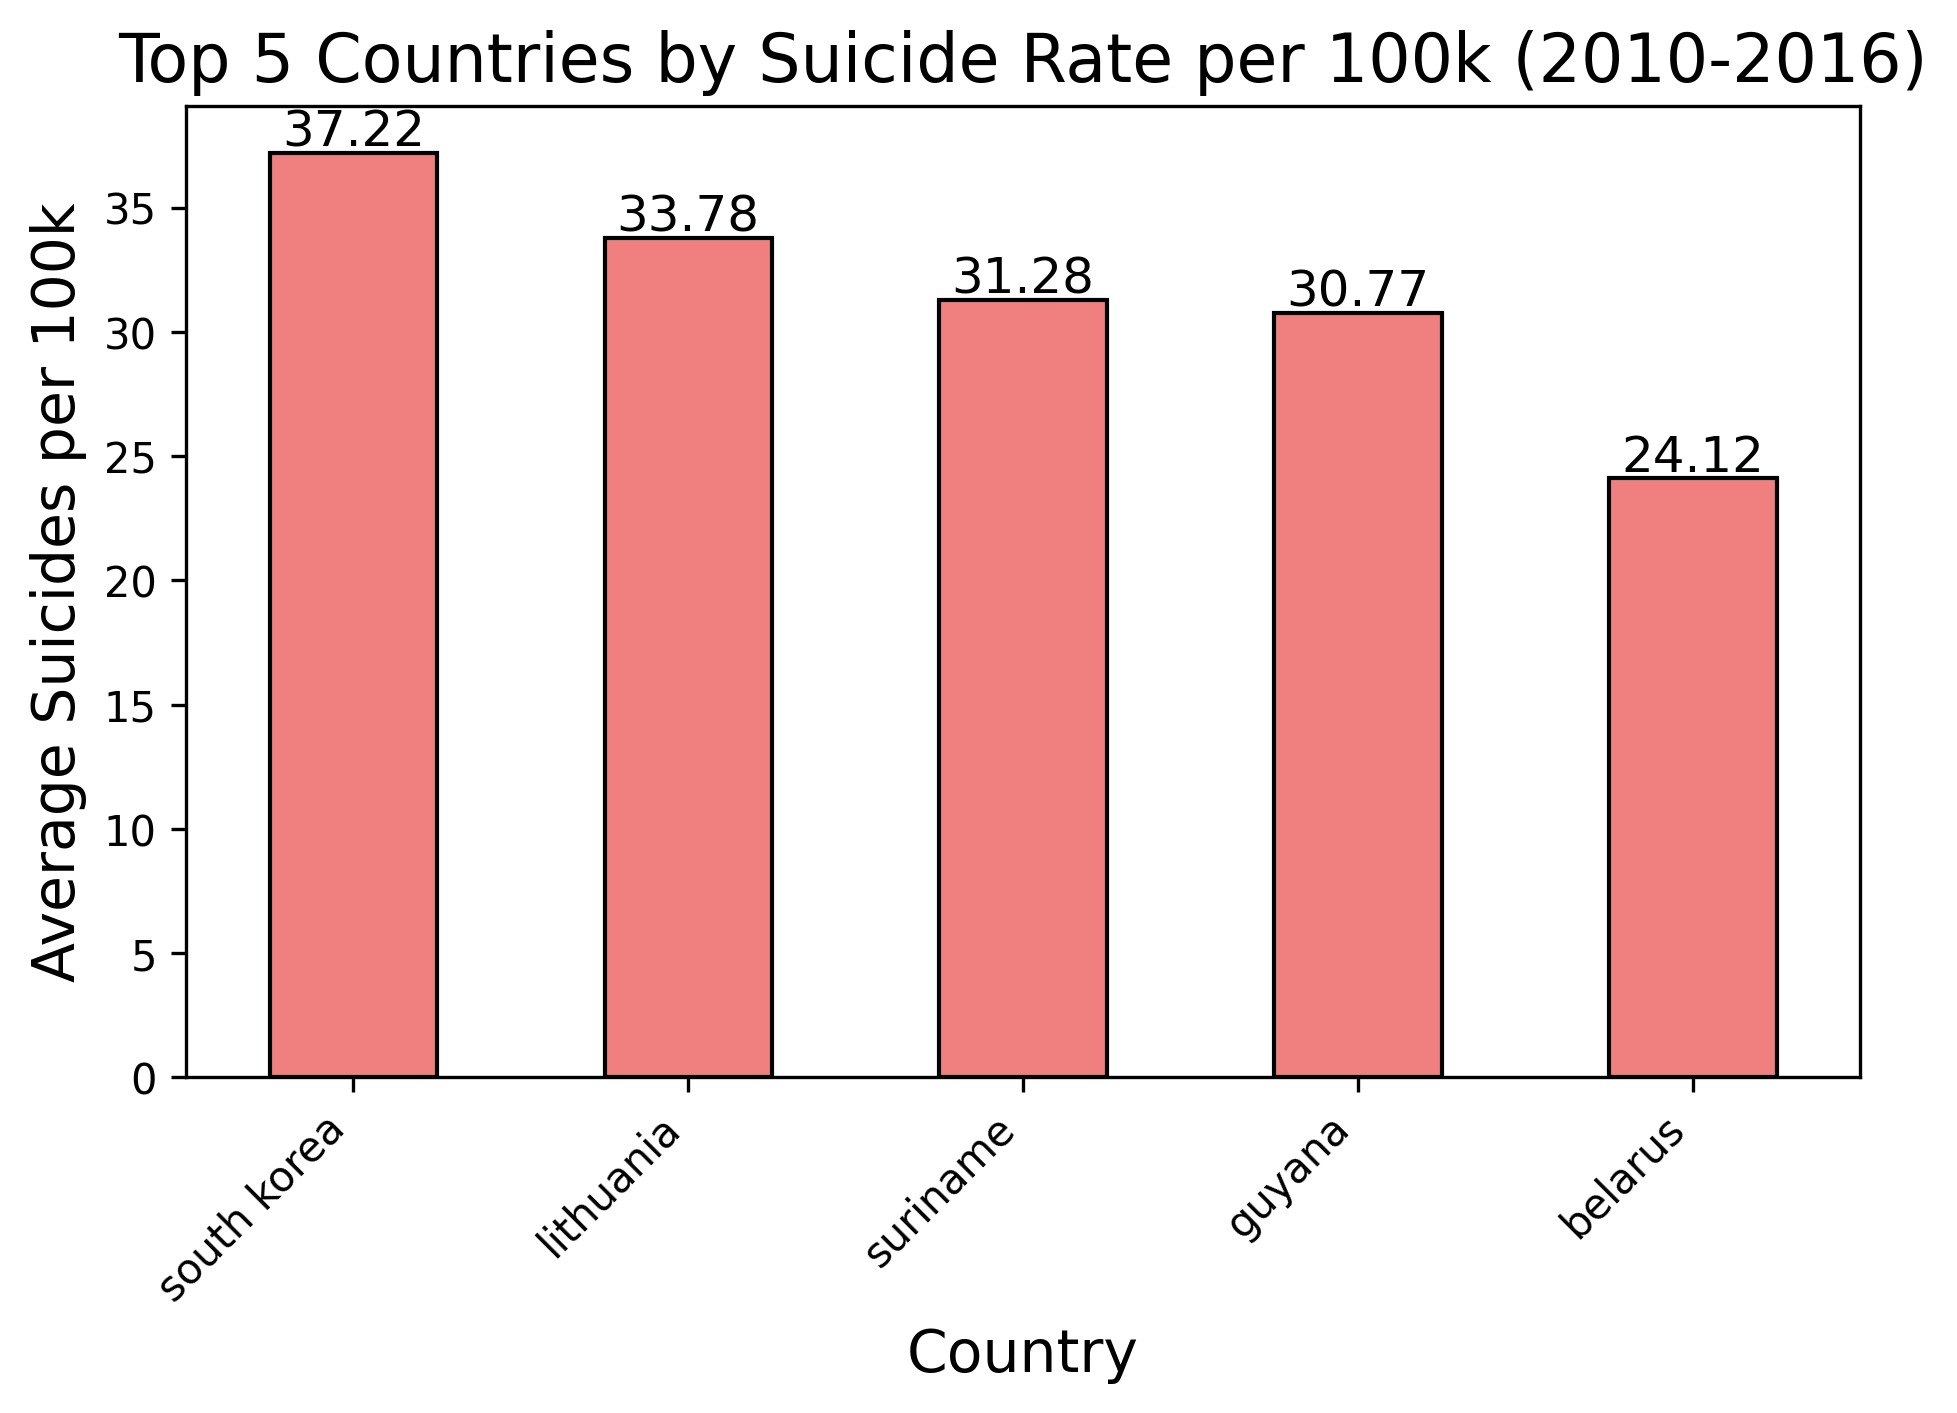 Top 5 Countries by Suicide Rate per 100k (2010-2016)
Average Suicides per 100k
35
30
25
20
15
10
5
0
37.22
33.78
31.28
30.77
24.12
south korea
lithuania
suriname
guyana
belarus
Country